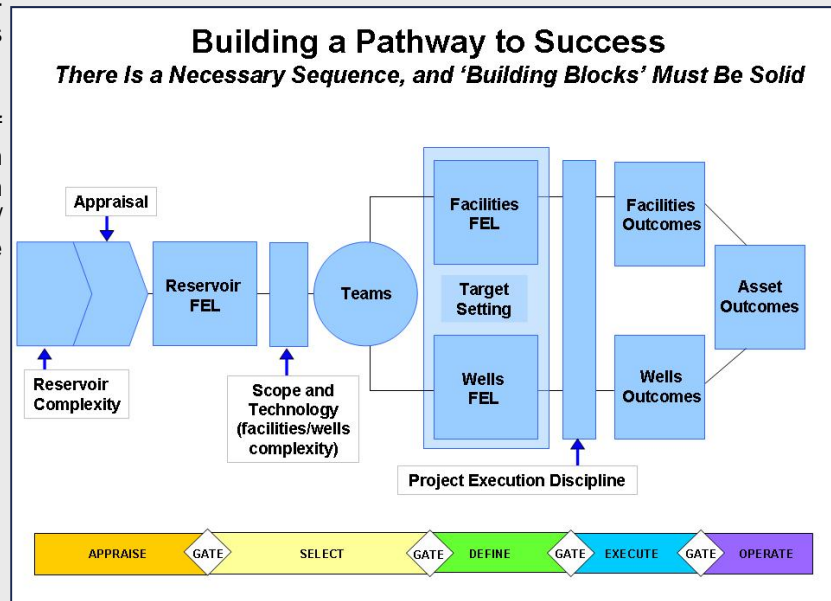 Building a Pathway to Success
There Is a Necessary Sequence, and ‘Building Blocks’ Must Be Solid
Appraisal
Reservoir
Complexity
Reservoir
FEL
Scope and
Technology
(facilities/wells
complexity)
Teams
Facilities
FEL
Target
Setting
Wells
FEL
Project Execution Discipline
Facilities
Outcomes
Wells
Outcomes
Asset
Outcomes
APPRAISE
GATE
SELECT
GATE
DEFINE
GATE
EXECUTE
GATE
OPERATE